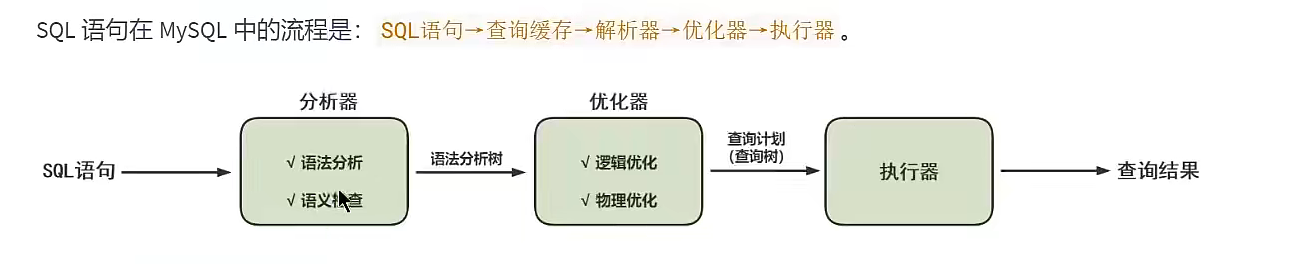 SQL 语句在 MySQL 中的流程是： SQL语句→查询缓存→解析器→优化器→执行器 。
分析器
优化器
SQL语句
√ 语法分析
√ 语义检查
语法分析树
√ 逻辑优化
√ 物理优化
查询计划
(查询树)
执行器
查询结果